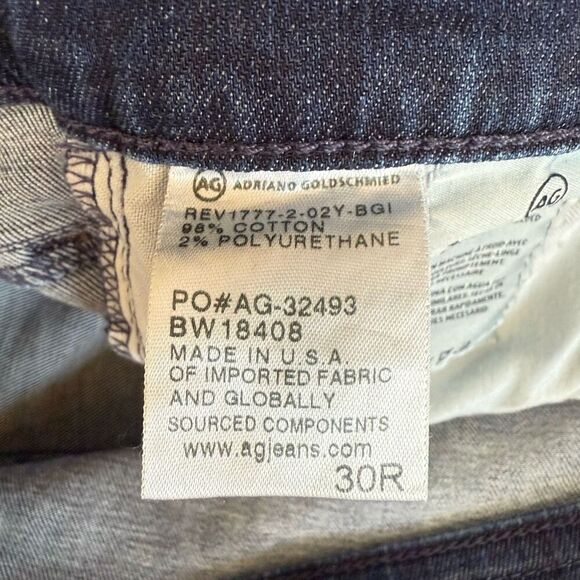 AG ADRIANO GOLDSCHMIED
REV1777-2-02Y-BGI
98% COTTON
2% POLYURETHANE
PO#AG-32493
BW18408
MADE IN U.S.A.
OF IMPORTED FABRIC
AND GLOBALLY
SOURCED COMPONENTS
www.agjeans.com
30R
AG